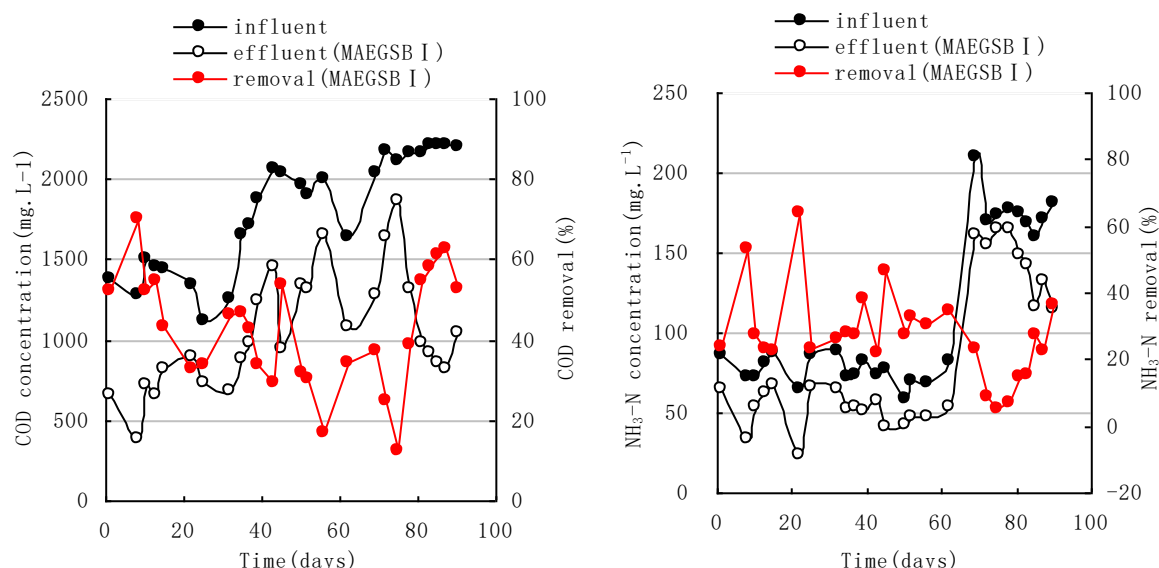 influent
effluent(MAEGSBⅠ)
removal(MAEGSBⅠ)
2500
2000
1500
1000
500
0
100
80
60
40
20
0
0 20 40 60 80 100
COD concentration(mg.L-1)
COD removal(%)
Time(days)
influent
effluent(MAEGSBⅠ)
removal(MAEGSBⅠ)
250
200
150
100
50
0
100
80
60
40
20
0
-20
0 20 40 60 80 100
NH₃-N concentration(mg.L⁻¹)
NH₃-N removal(%)
Time(days)